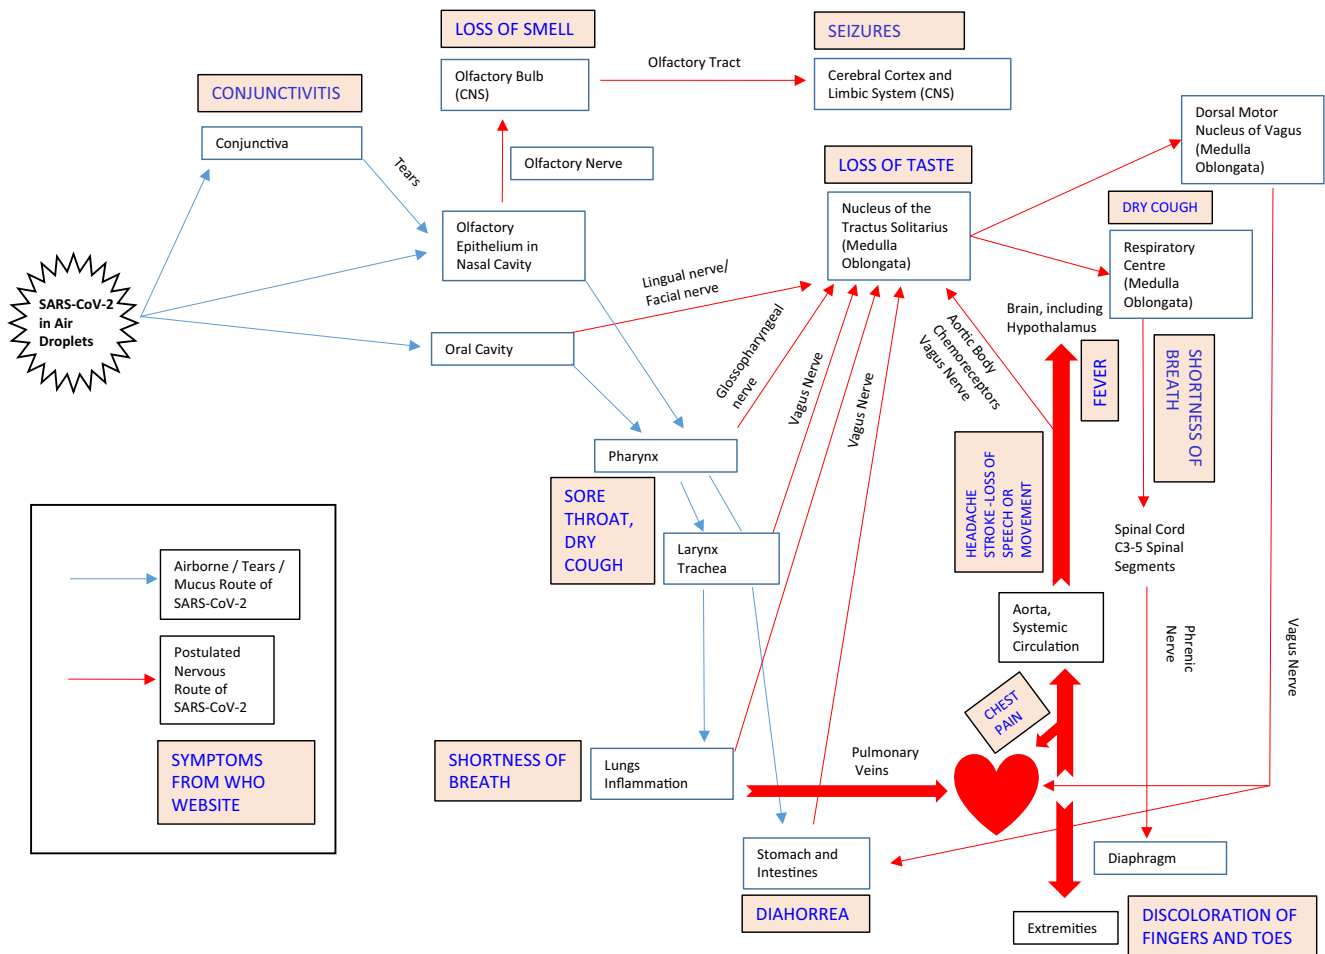 LOSS OF SMELL
SEIZURES
Olfactory Bulb
(CNS)
Olfactory Tract
Cerebral Cortex and
Limbic System (CNS)
CONJUNCTIVITIS
Conjunctiva
Tears
Olfactory Nerve
Dorsal Motor
Nucleus of Vagus
(Medulla
Oblongata)
LOSS OF TASTE
Nucleus of the
Tractus Solitarius
(Medulla
Oblongata)
DRY COUGH
Respiratory
Centre
(Medulla
Oblongata)
Olfactory
Epithelium in
Nasal Cavity
SARS-CoV-2
in Air
Droplets
Lingual nerve/
Facial nerve
Oral Cavity
Glossopharyngeal
nerve
Vagus Nerve
Vagus Nerve
Aortic Body
Chemoreceptors
Vagus Nerve
Brain, including
Hypothalamus
FEVER
SHORTNESS OF
BREATH
Pharynx
SORE
THROAT,
DRY
COUGH
Larynx
Trachea
HEADACHE
STROKE -LOSS OF
SPEECH OR
MOVEMENT
Spinal Cord
C3-5 Spinal
Segments
Airborne / Tears /
Mucus Route of
SARS-CoV-2
Postulated
Nervous
Route of
SARS-CoV-2
SYMPTOMS
FROM WHO
WEBSITE
Aorta,
Systemic
Circulation
Phrenic
Nerve
Vagus Nerve
CHEST
PAIN
SHORTNESS OF
BREATH
Lungs
Inflammation
Pulmonary
Veins
Stomach and
Intestines
DIAHORREA
Diaphragm
Extremities
DISCOLORATION OF
FINGERS AND TOES